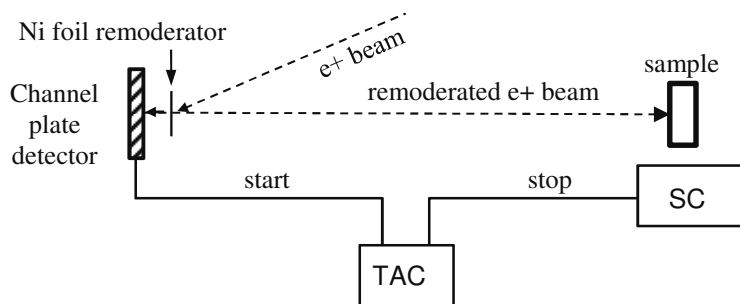 Ni foil remoderator
e+ beam
sample
Channel
plate
detector
remoderated e+ beam
start
stop
SC
TAC